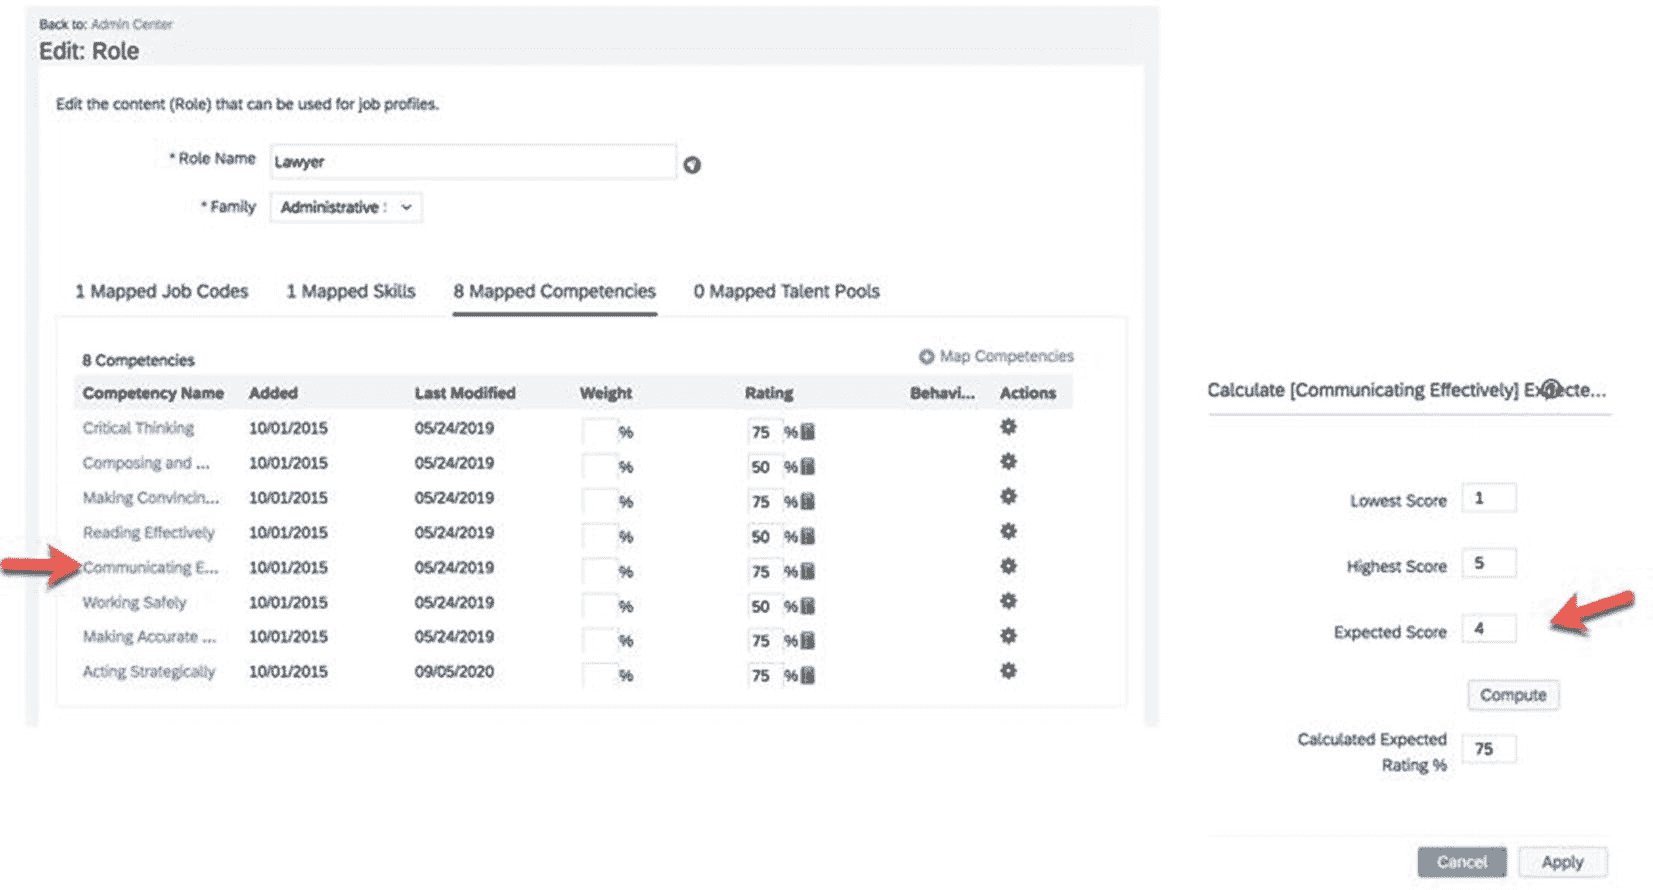 Back to: Admin Center
Edit: Role
Edit the content (Role) that can be used for job profiles.
* Role Name Lawyer
* Family Administrative :
1 Mapped Job Codes 1 Mapped Skills 8 Mapped Competencies 0 Mapped Talent Pools
8 Competencies Map Competencies
Competency Name Added Last Modified Weight Rating Behavi... Actions
Critical Thinking 10/01/2015 05/24/2019 % 75 %
Composing and ... 10/01/2015 05/24/2019 % 50 %
Making Convincin... 10/01/2015 05/24/2019 % 75 %
Reading Effectively 10/01/2015 05/24/2019 % 50 %
Communicating E... 10/01/2015 05/24/2019 % 75 %
Working Safely 10/01/2015 05/24/2019 % 50 %
Making Accurate ... 10/01/2015 05/24/2019 % 75 %
Acting Strategically 10/01/2015 09/05/2020 % 75 %
Calculate [Communicating Effectively] Expecte...
Lowest Score 1
Highest Score 5
Expected Score 4
Compute
Calculated Expected
Rating % 75
Cancel Apply